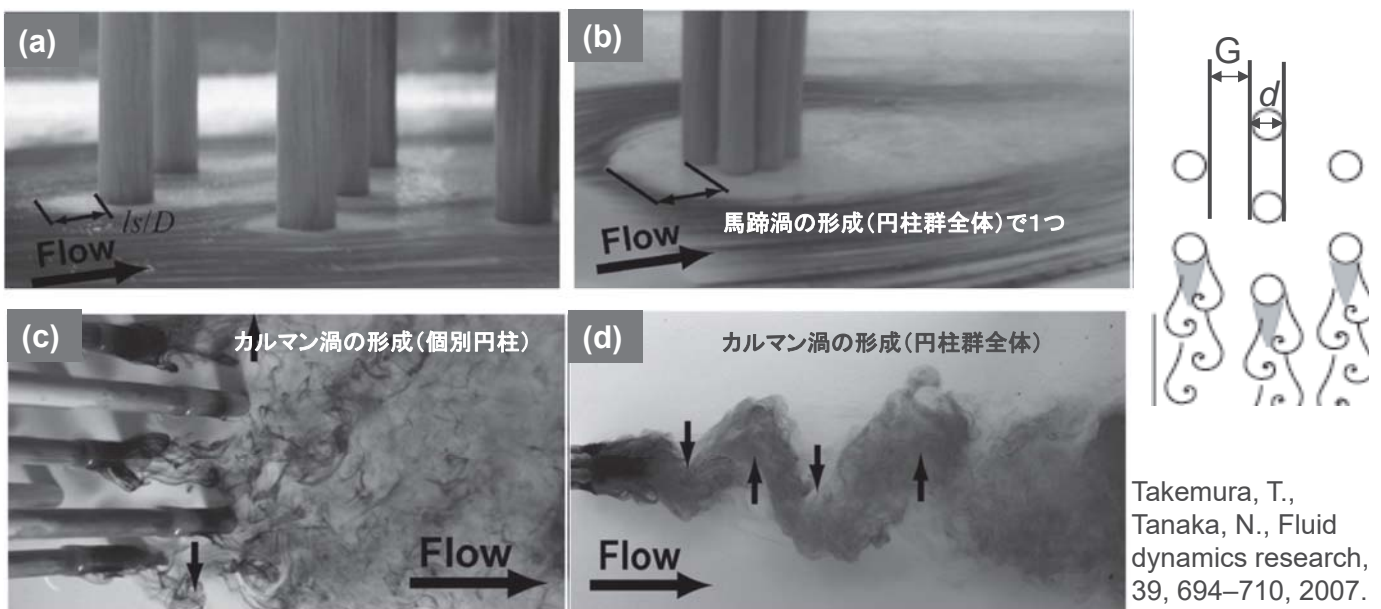 (a)
ls/D
Flow
(b)
馬蹄渦の形成(円柱群全体)で1つ
Flow
G
d
(c)
カルマン渦の形成(個別円柱)
Flow
(d)
カルマン渦の形成(円柱群全体)
Flow
Takemura, T.,
Tanaka, N., Fluid
dynamics research,
39, 694–710, 2007.